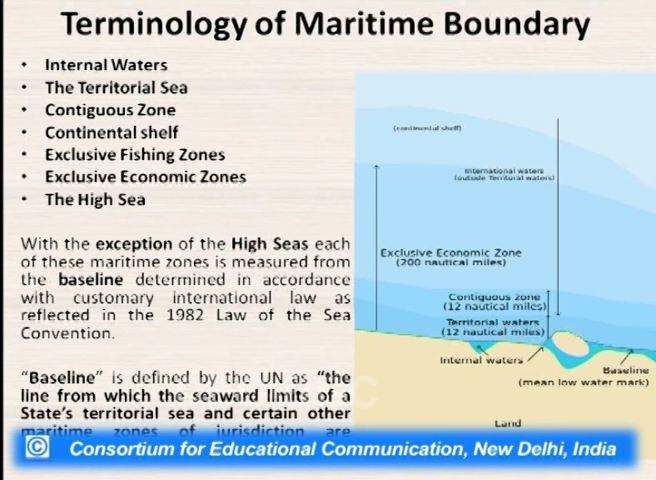 Terminology of Maritime Boundary
• Internal Waters
• The Territorial Sea
• Contiguous Zone
• Continental shelf
• Exclusive Fishing Zones
• Exclusive Economic Zones
• The High Sea
With the exception of the High Seas each
of these maritime zones is measured from
the baseline determined in accordance
with customary international law as
reflected in the 1982 Law of the Sea
Convention.
"Baseline" is defined by the UN as "the
line from which the seaward limits of a
State's territorial sea and certain other
maritime zones of jurisdiction are
(continental shelf)
International waters
(outside Territoral waters)
Exclusive Economic Zone
(200 nautical miles)
Contiguous zone
(12 nautical miles)
Territorial waters
(12 nautical miles)
Internal waters
Baseline
(mean low water mark)
Land
© Consortium for Educational Communication, New Delhi, India